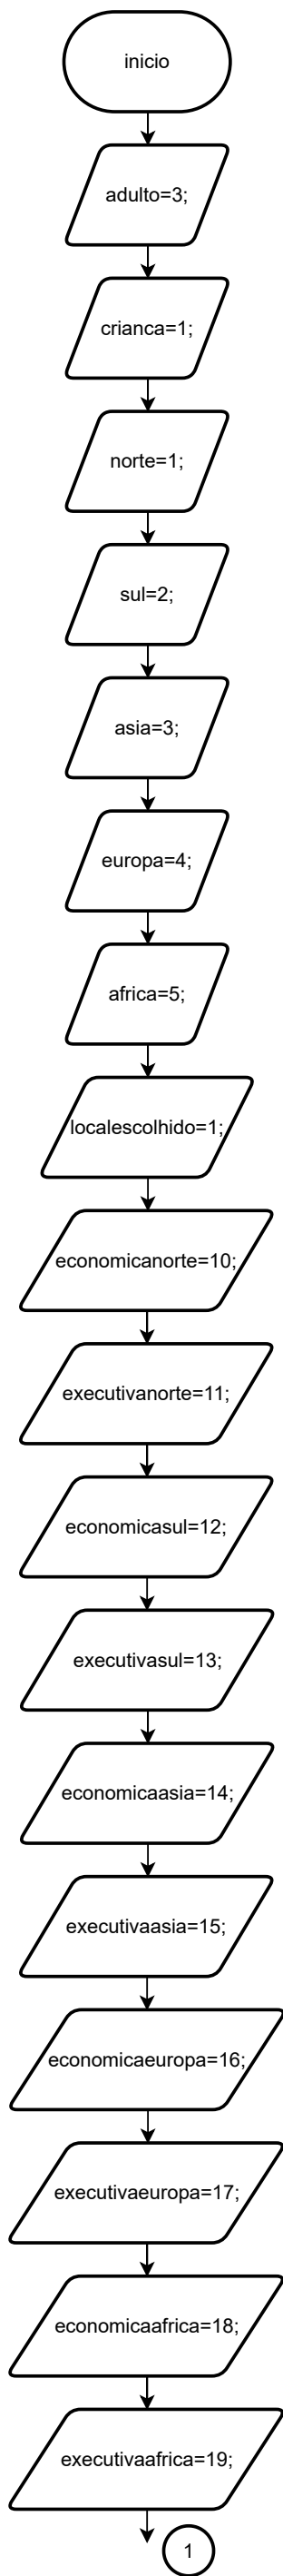 inicio
adulto=3;
crianca=1;
norte=1;
sul=2;
asia=3;
europa=4;
africa=5;
localescolhido=1;
economicanorte=10;
executivanorte=11;
economicasul=12;
executivasul=13;
economicaasia=14;
executivaasia=15;
economicaeuropa=16;
executivaeuropa=17;
economicaafrica=18;
executivaafrica=19;
1